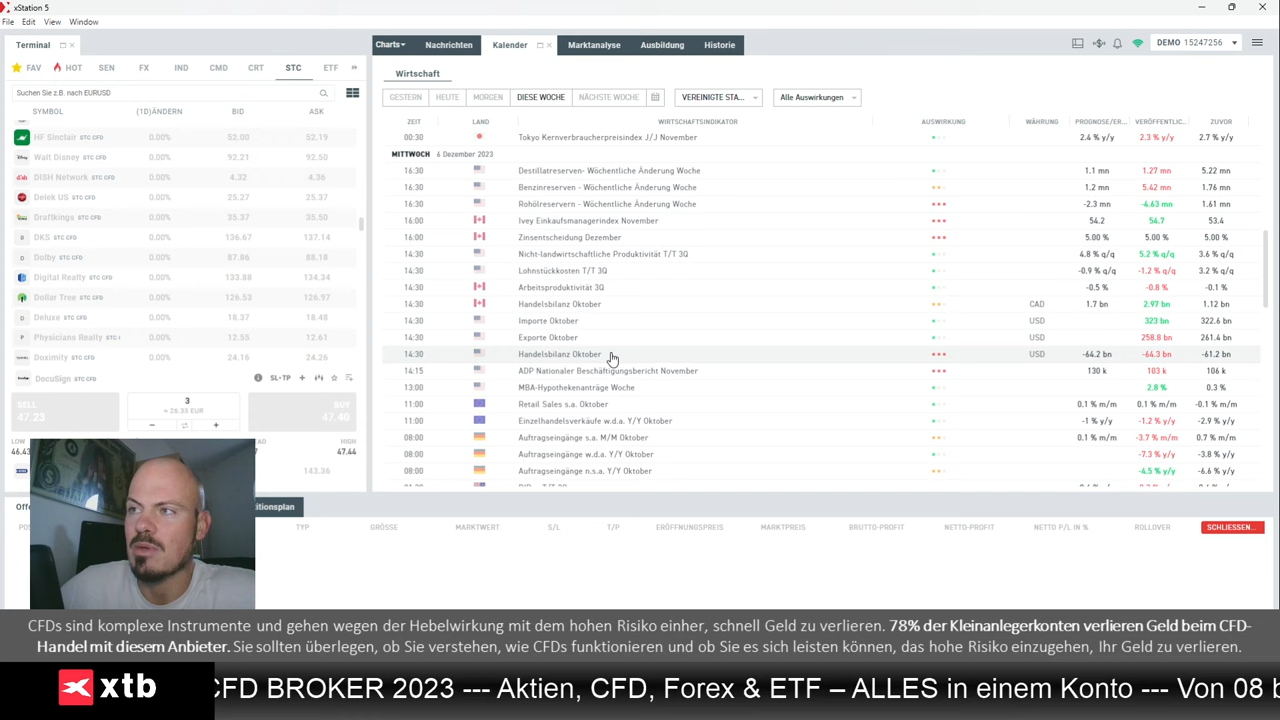 xStation 5
File Edit View Window
Terminal
Charts Nachrichten Kalender Marktanalyse Ausbildung Historie
DEMO 15247256
FAV HOT SEN FX IND CMD CRT STC ETF
Suchen Sie z.B. nach EURUSD
SYMBOL (1D)ÄNDERN BID ASK
HF Sinclair STC CFD 0.00% 52.00 52.19
Walt Disney STC CFD 0.00% 92.21 92.50
DISH Network STC CFD 0.00% 4.32 4.36
Delek US STC CFD 0.00% 25.27 25.37
Draftkings STC CFD 0.00% 35.37 35.50
DKS STC CFD 0.00% 136.67 137.14
Dolby STC CFD 0.00% 87.86 88.18
Digital Realty STC CFD 0.00% 133.88 134.34
Dollar Tree STC CFD 0.00% 126.53 126.97
Deluxe STC CFD 0.00% 18.37 18.48
Physicians Realty STC 0.00% 11.43
Doximity STC CFD 0.00% 24.16 24.26
DocuSign STC CFD SL+TP
SELL 47.23
3
≈ 26.35 EUR
BUY 47.40
LOW
46.43
HIGH
47.44
143.36
Wirtschaft
GESTERN HEUTE MORGEN DIESE WOCHE NÄCHSTE WOCHE VEREINIGTE STA... Alle Auswirkungen
ZEIT LAND WIRTSCHAFTSINDIKATOR AUSWIRKUNG WÄHRUNG PROGNOSE/ER... VERÖFFENTLIC... ZUVOR
00:30 Tokyo Kernverbraucherpreisindex J/J November 2.4 % y/y 2.3 % y/y 2.7 % y/y
MITTWOCH 6 Dezember 2023
16:30 Destillatreserven- Wöchentliche Änderung Woche 1.1 mn 1.27 mn 5.22 mn
16:30 Benzinreserven - Wöchentliche Änderung Woche 1.2 mn 5.42 mn 1.76 mn
16:30 Rohölreservern - Wöchentliche Änderung Woche -2.3 mn -4.63 mn 1.61 mn
16:00 Ivey Einkaufsmanagerindex November 54.2 54.7 53.4
16:00 Zinsentscheidung Dezember 5.00 % 5.00 % 5.00 %
14:30 Nicht-landwirtschaftliche Produktivität T/T 3Q 4.8 % q/q 5.2 % q/q 3.6 % q/q
14:30 Lohnstückkosten T/T 3Q -0.9 % q/q -1.2 % q/q 3.2 % q/q
14:30 Arbeitsproduktivität 3Q -0.5 % -0.8 % -0.1 %
14:30 Handelsbilanz Oktober CAD 1.7 bn 2.97 bn 1.12 bn
14:30 Importe Oktober USD 323 bn 322.6 bn
14:30 Exporte Oktober USD 258.8 bn 261.4 bn
14:30 Handelsbilanz Oktober USD -64.2 bn -64.3 bn -61.2 bn
14:15 ADP Nationaler Beschäftigungsbericht November 130 k 103 k 106 k
13:00 MBA-Hypothekenanträge Woche 2.8 % 0.3 %
11:00 Retail Sales s.a. Oktober 0.1 % m/m 0.1 % m/m -0.1 % m/m
11:00 Einzelhandelsverkäufe w.d.a. Y/Y Oktober -1 % y/y -1.2 % y/y -2.9 % y/y
08:00 Auftragseingänge s.a. M/M Oktober 0.1 % m/m -3.7 % m/m 0.7 % m/m
08:00 Auftragseingänge w.d.a. Y/Y Oktober -7.3 % y/y -3.8 % y/y
08:00 Auftragseingänge n.s.a. Y/Y Oktober -4.5 % y/y -6.6 % y/y
TYP GRÖSSE MARKTWERT S/L T/P ERÖFFNUNGSPREIS MARKTPREIS BRUTTO-PROFIT NETTO-PROFIT NETTO P/L IN % ROLLOVER SCHLIESSEN...
CFDs sind komplexe Instrumente und gehen wegen der Hebelwirkung mit dem hohen Risiko einher, schnell Geld zu verlieren. 78% der Kleinanlegerkonten verlieren Geld beim CFD-
Handel mit diesem Anbieter. Sie sollten überlegen, ob Sie verstehen, wie CFDs funktionieren und ob Sie es sich leisten können, das hohe Risiko einzugehen, Ihr Geld zu verlieren.
xtb CFD BROKER 2023 --- Aktien, CFD, Forex & ETF – ALLES in einem Konto --- Von 08 b